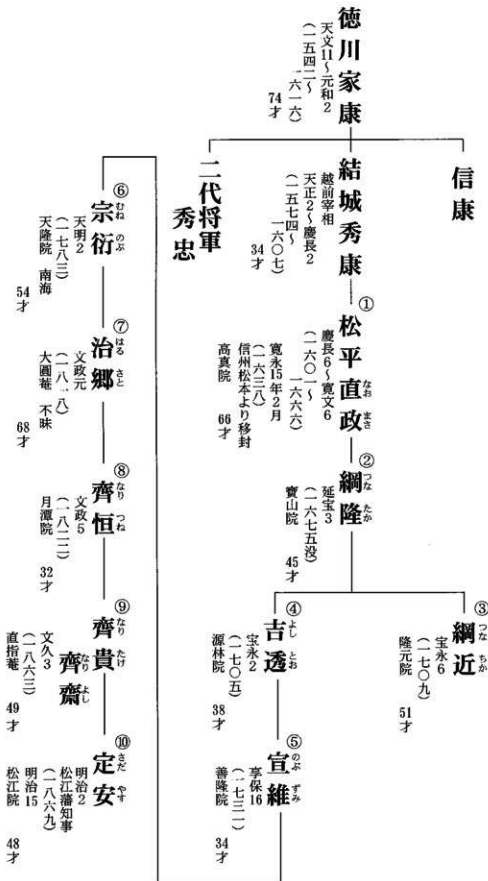 徳川家康
天文11〜元和2
(一五四二〜
一六一六)
74才
信康
結城秀康
越前宰相
天正2〜慶長2
(一五七四〜
一六〇七)
34才
二代将軍
秀忠
①
松平直政
なお まさ
慶長6〜寛文6
(一六〇一〜
一六六六)
寛永15年2月
(一六三八)
信州松本より移封
高真院
66才
②
綱隆
つな たか
延宝3
(一六七五没)
寶山院
45才
③
綱近
つな ちか
宝永6
(一七〇九)
隆元院
51才
④
吉透
よし とお
宝永2
(一七〇五)
源林院
38才
⑤
宣維
のぶ ずみ
享保16
(一七三一)
善隆院
34才
⑥
宗衍
むね のぶ
天明2
(一七八三)
天隆院 南海
54才
⑦
治郷
はる さと
文政元
(一八一八)
大圓菴 不昧
68才
⑧
齊恒
なり つね
文政5
(一八二二)
月潭院
32才
⑨
齊貴
なり たけ
齊齋
なり よし
文久3
(一八六三)
直指菴
49才
⑩
定安
さだ やす
明治2
松江藩知事
(一八六九)
明治15
松江院
48才